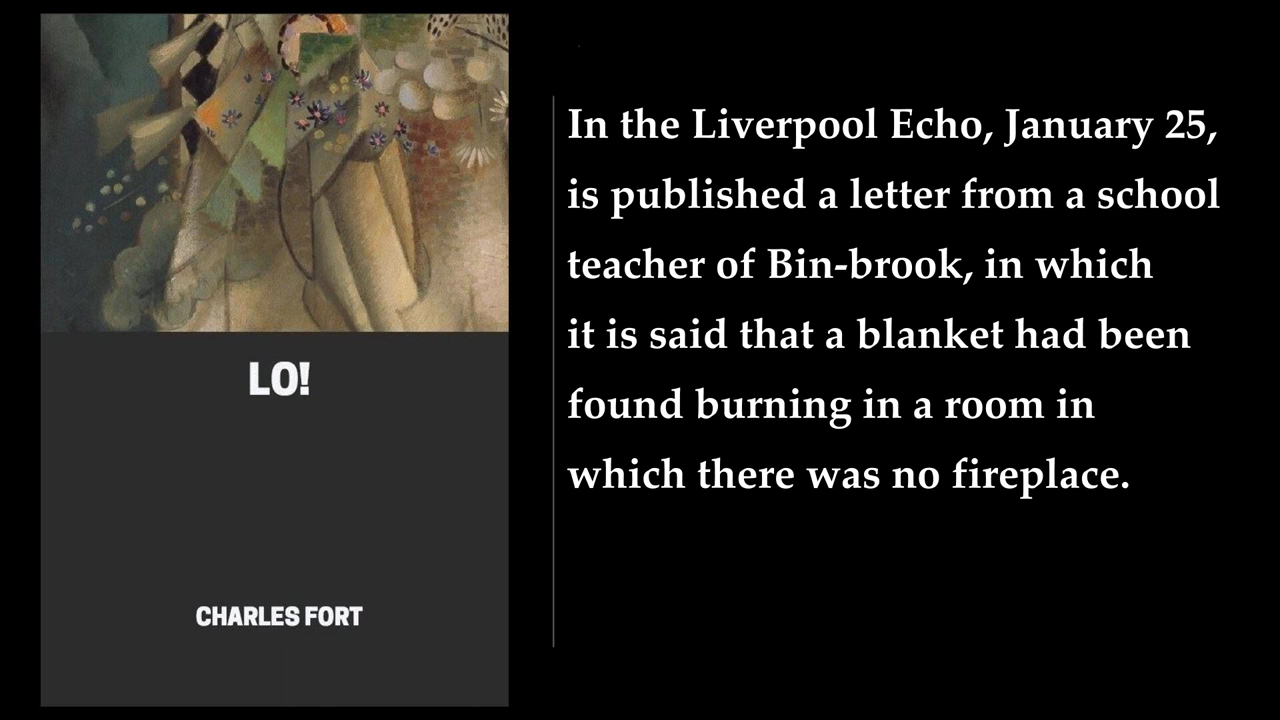 LO!
CHARLES FORT
In the Liverpool Echo, January 25,
is published a letter from a school
teacher of Bin-brook, in which
it is said that a blanket had been
found burning in a room in
which there was no fireplace.